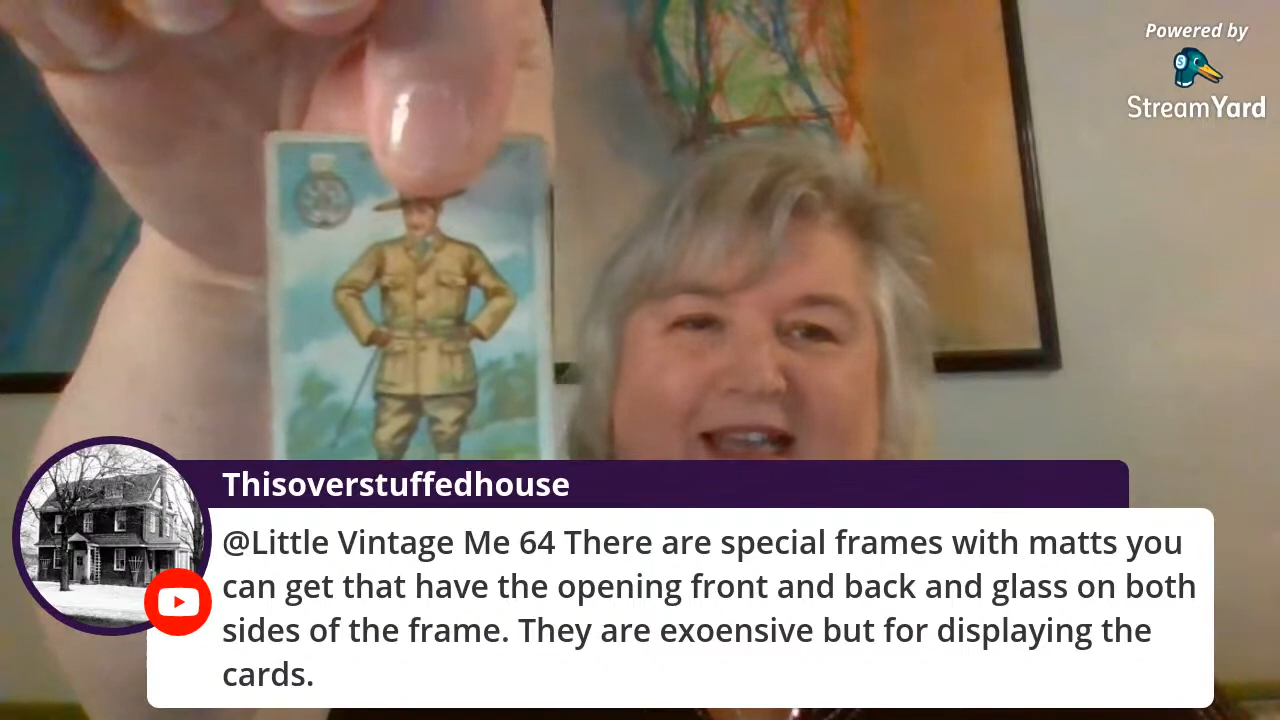 Powered by
StreamYard
Thisoverstuffedhouse
@Little Vintage Me 64 There are special frames with matts you
can get that have the opening front and back and glass on both
sides of the frame. They are exoensive but for displaying the
cards.